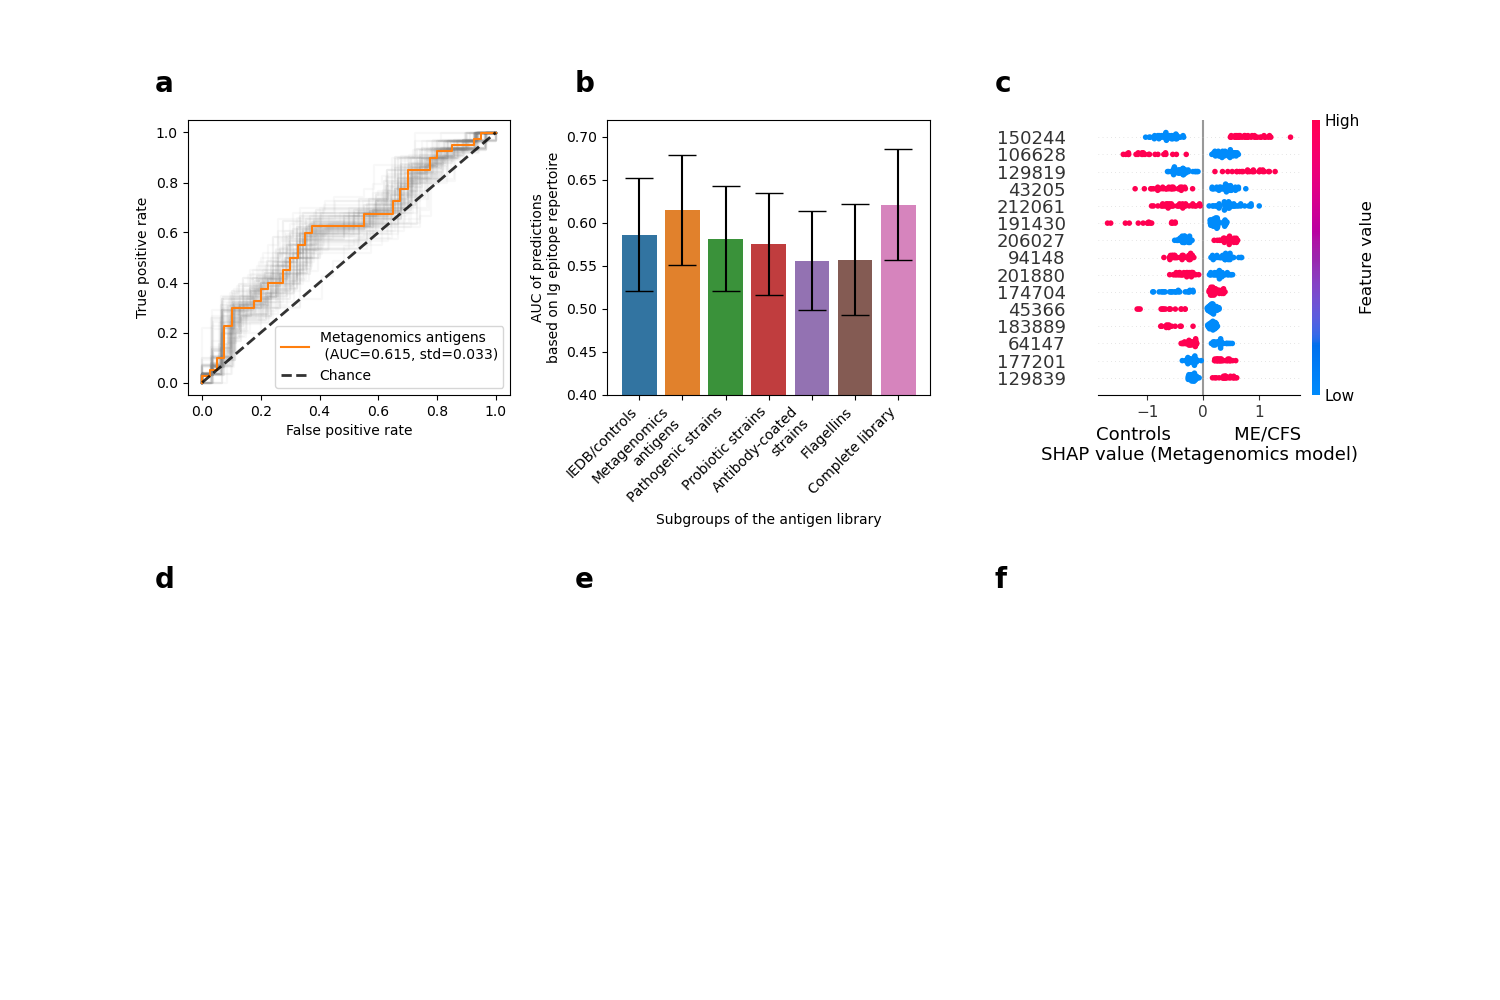 a
1.0
0.8
0.6
0.4
0.2
0.0
True positive rate
0.0 0.2 0.4 0.6 0.8 1.0
False positive rate
Metagenomics antigens
(AUC=0.615, std=0.033)
Chance
b
0.70
0.65
0.60
0.55
0.50
0.45
0.40
AUC of predictions
based on Ig epitope repertoire
IEDB/controls
Metagenomics
antigens
Pathogenic strains
Probiotic strains
Antibody-coated
strains
Flagellins
Complete library
Subgroups of the antigen library
c
150244
106628
129819
43205
212061
191430
206027
94148
201880
174704
45366
183889
64147
177201
129839
−1 0 1
Controls ME/CFS
SHAP value (Metagenomics model)
High
Feature value
Low
d
e
f